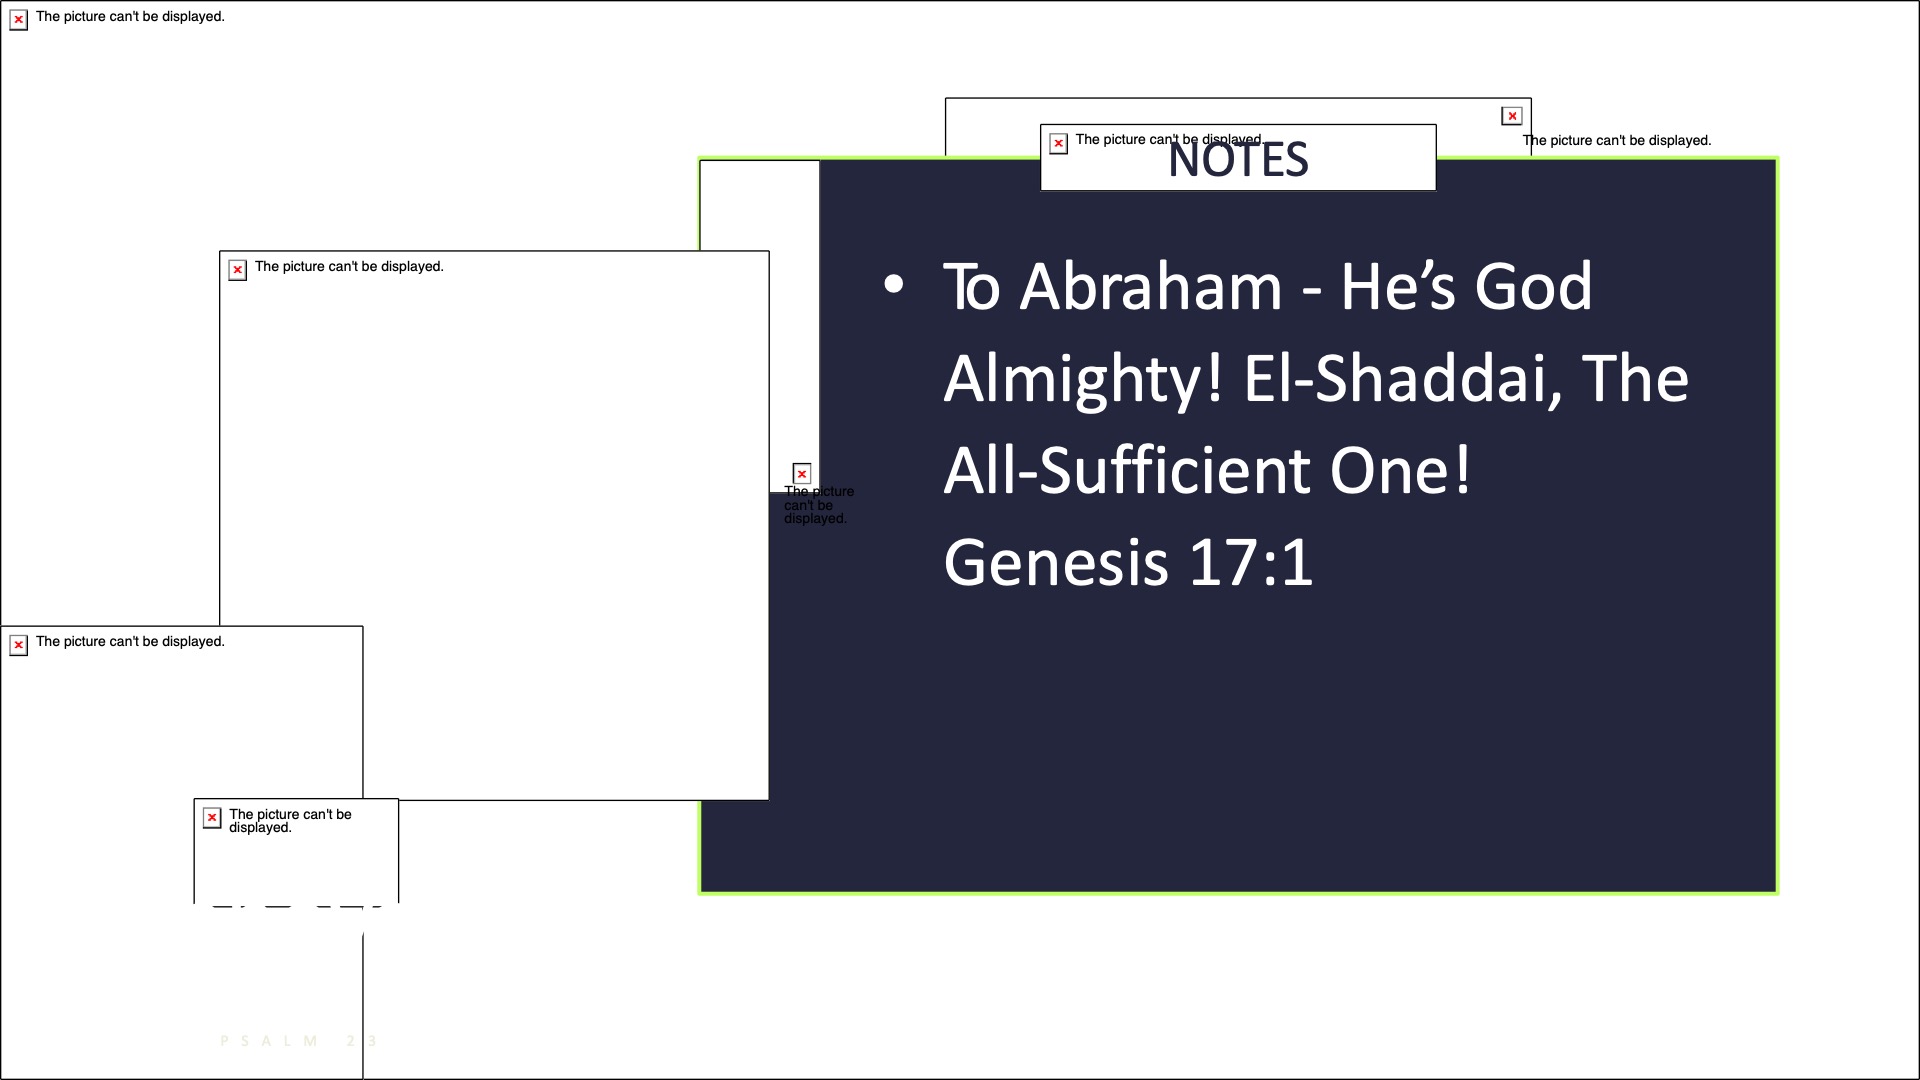 The picture can't be displayed.
The picture can't be displayed.
The picture can't be displayed.
NOTES
The picture can't be displayed.
• To Abraham - He’s God
Almighty! El-Shaddai, The
All-Sufficient One!
Genesis 17:1
The picture
can't be
displayed.
The picture can't be displayed.
The picture can't be
displayed.
PSALM 23